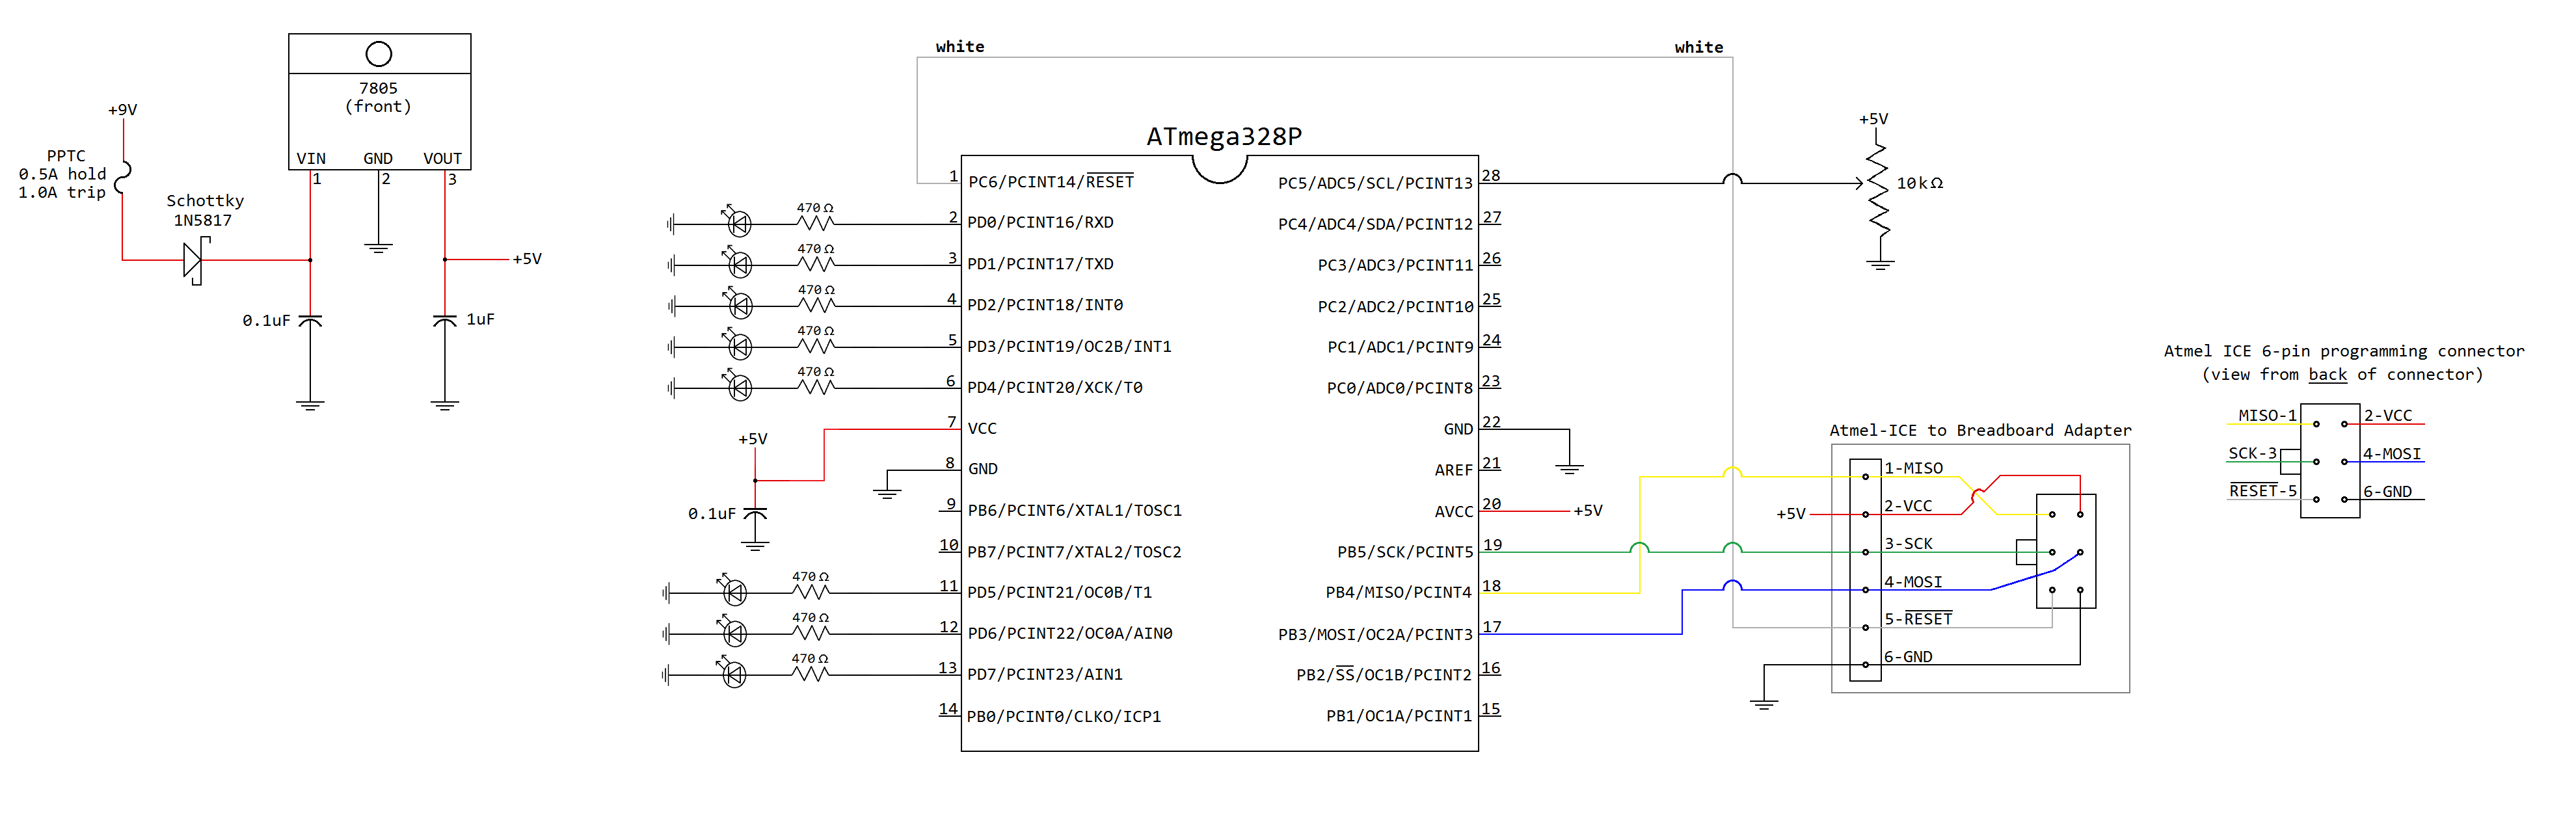 +9V
PPTC
0.5A hold
1.0A trip
Schottky
1N5817
7805
(front)
VIN GND VOUT
1 2 3
+5V
0.1uF
1uF
white
white
ATmega328P
1 PC6/PCINT14/RESET
470Ω 2 PD0/PCINT16/RXD
470Ω 3 PD1/PCINT17/TXD
470Ω 4 PD2/PCINT18/INT0
470Ω 5 PD3/PCINT19/OC2B/INT1
470Ω 6 PD4/PCINT20/XCK/T0
+5V
0.1uF
7 VCC
8 GND
9 PB6/PCINT6/XTAL1/TOSC1
10 PB7/PCINT7/XTAL2/TOSC2
470Ω 11 PD5/PCINT21/OC0B/T1
470Ω 12 PD6/PCINT22/OC0A/AIN0
470Ω 13 PD7/PCINT23/AIN1
14 PB0/PCINT0/CLKO/ICP1
PC5/ADC5/SCL/PCINT13 28
PC4/ADC4/SDA/PCINT12 27
PC3/ADC3/PCINT11 26
PC2/ADC2/PCINT10 25
PC1/ADC1/PCINT9 24
PC0/ADC0/PCINT8 23
GND 22
AREF 21
AVCC 20 +5V
PB5/SCK/PCINT5 19
PB4/MISO/PCINT4 18
PB3/MOSI/OC2A/PCINT3 17
PB2/SS/OC1B/PCINT2 16
PB1/OC1A/PCINT1 15
+5V
10kΩ
Atmel-ICE to Breadboard Adapter
1-MISO
+5V 2-VCC
3-SCK
4-MOSI
5-RESET
6-GND
Atmel ICE 6-pin programming connector
(view from back of connector)
MISO-1 2-VCC
SCK-3 4-MOSI
RESET-5 6-GND